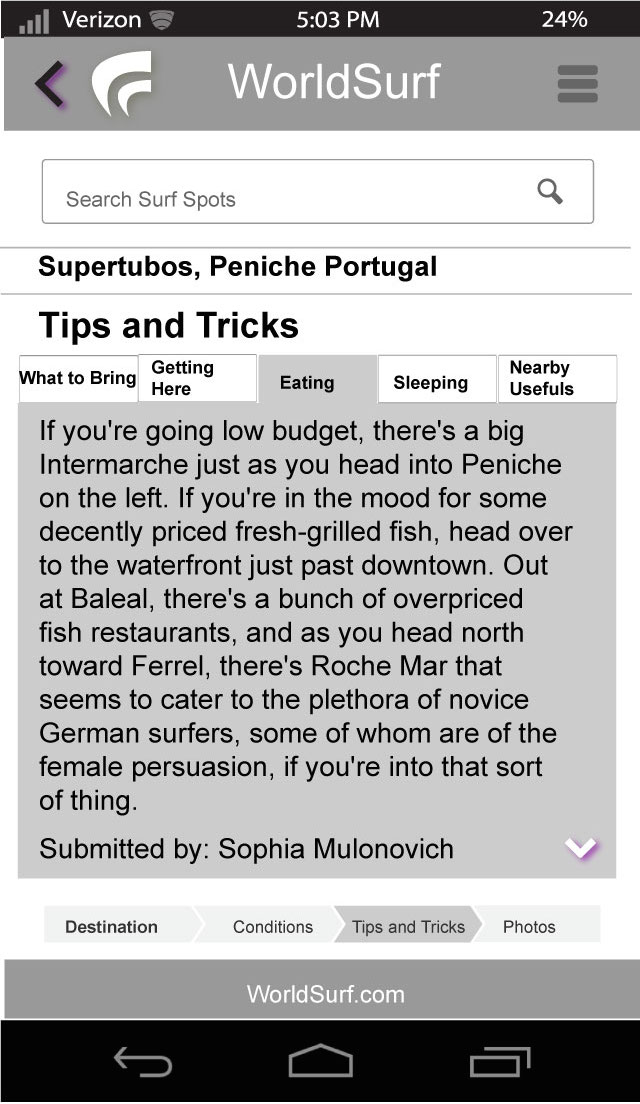 Verizon 5:03 PM 24%
WorldSurf
Search Surf Spots
Supertubos, Peniche Portugal
Tips and Tricks
What to Bring
Getting
Here
Eating
Sleeping
Nearby
Usefuls
If you're going low budget, there's a big
Intermarche just as you head into Peniche
on the left. If you're in the mood for some
decently priced fresh-grilled fish, head over
to the waterfront just past downtown. Out
at Baleal, there's a bunch of overpriced
fish restaurants, and as you head north
toward Ferrel, there's Roche Mar that
seems to cater to the plethora of novice
German surfers, some of whom are of the
female persuasion, if you're into that sort
of thing.
Submitted by: Sophia Mulonovich
Destination Conditions Tips and Tricks Photos
WorldSurf.com